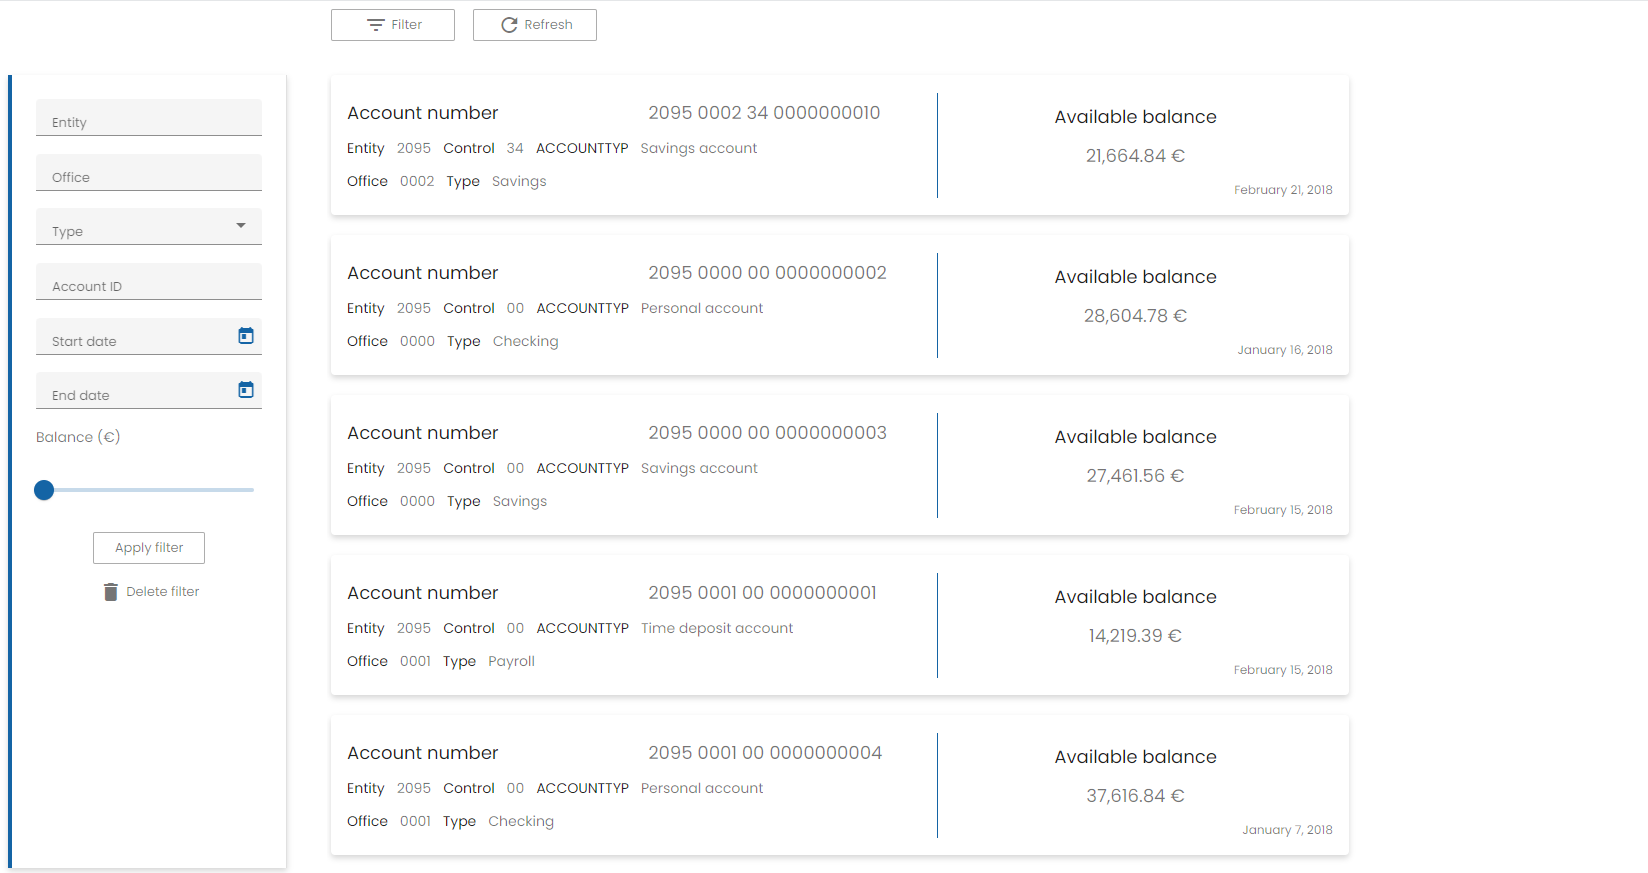 Filter
Refresh
Entity
Office
Type
Account ID
Start date
End date
Balance (€)
Apply filter
Delete filter
Account number 2095 0002 34 0000000010
Entity 2095 Control 34 ACCOUNTTYP Savings account
Office 0002 Type Savings
Available balance
21,664.84 €
February 21, 2018
Account number 2095 0000 00 0000000002
Entity 2095 Control 00 ACCOUNTTYP Personal account
Office 0000 Type Checking
Available balance
28,604.78 €
January 16, 2018
Account number 2095 0000 00 0000000003
Entity 2095 Control 00 ACCOUNTTYP Savings account
Office 0000 Type Savings
Available balance
27,461.56 €
February 15, 2018
Account number 2095 0001 00 0000000001
Entity 2095 Control 00 ACCOUNTTYP Time deposit account
Office 0001 Type Payroll
Available balance
14,219.39 €
February 15, 2018
Account number 2095 0001 00 0000000004
Entity 2095 Control 00 ACCOUNTTYP Personal account
Office 0001 Type Checking
Available balance
37,616.84 €
January 7, 2018